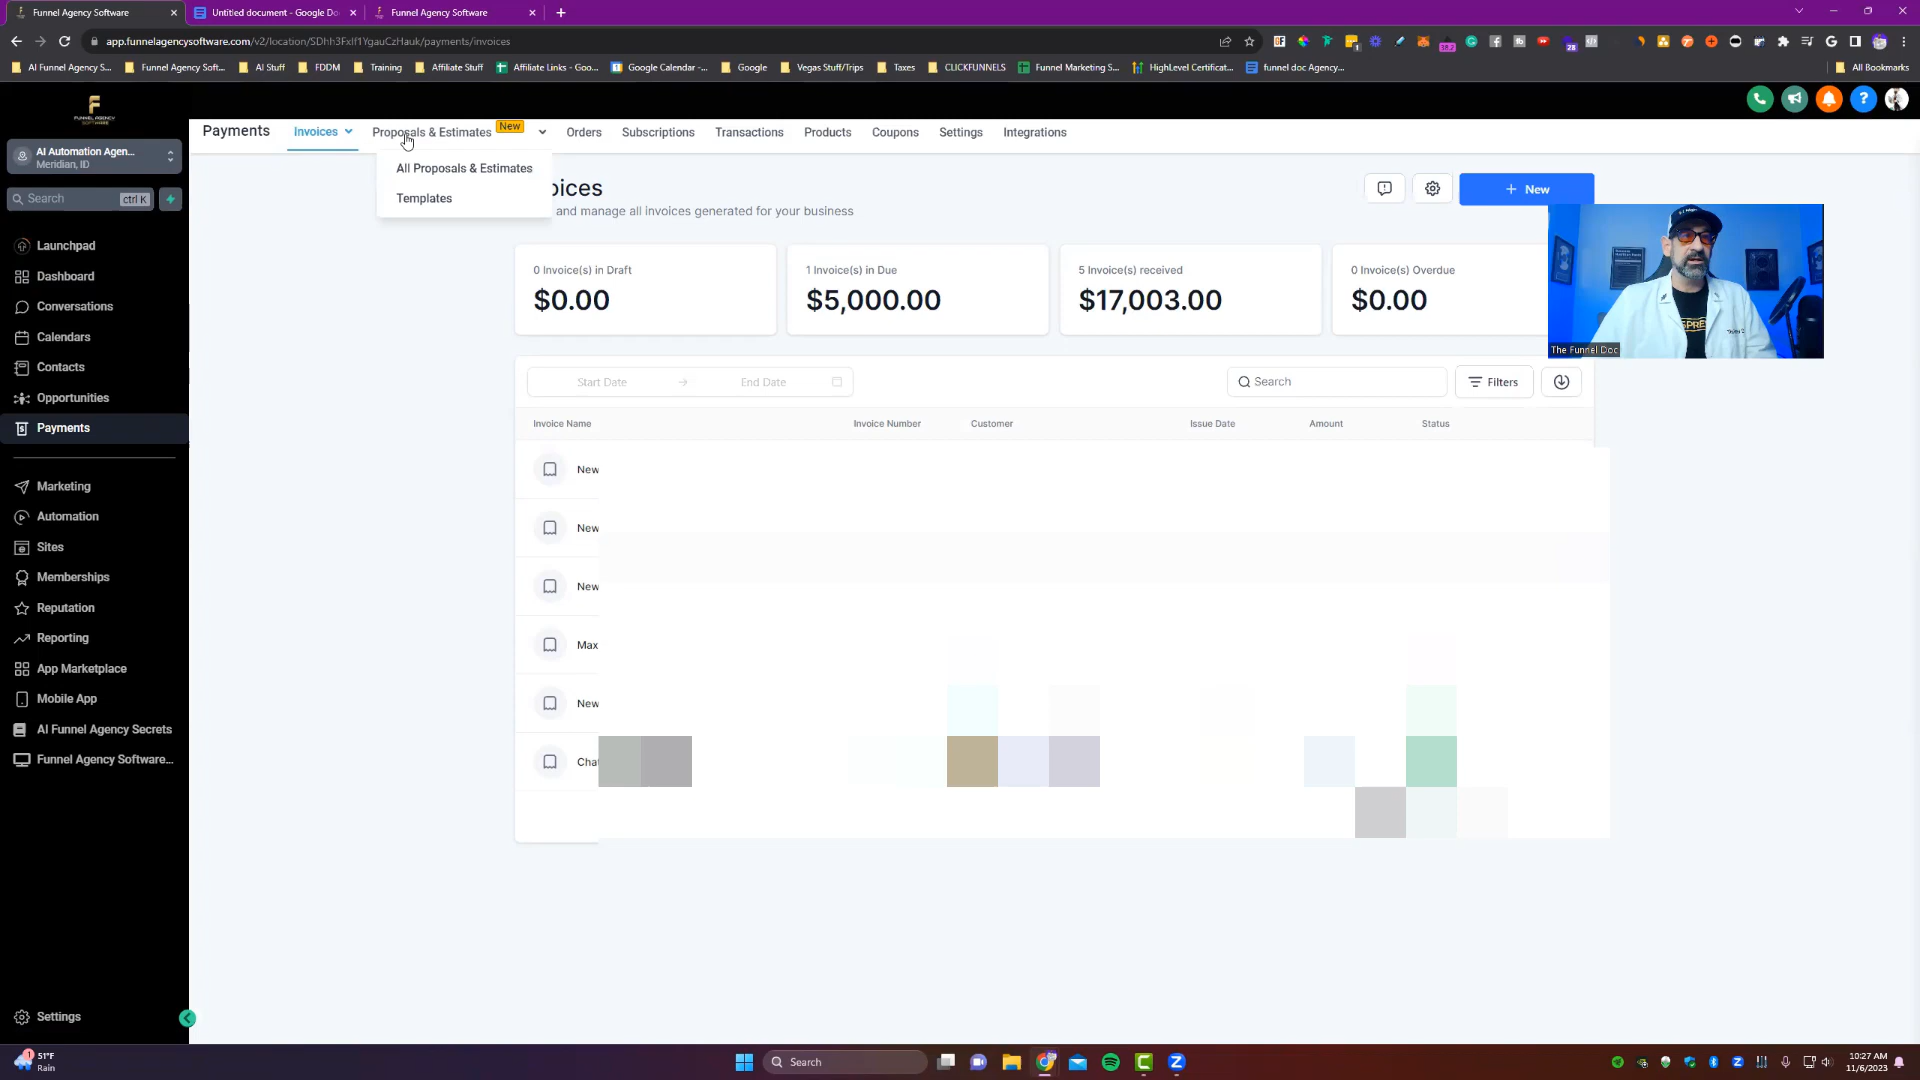 Funnel Agency Software
Untitled document - Google Do
Funnel Agency Software
app.funnelagencysoftware.com/v2/location/SDhh3Fxlf1YgauCzHauk/payments/invoices
AI Funnel Agency S...
Funnel Agency Soft...
AI Stuff
FDDM
Training
Affiliate Stuff
Affiliate Links - Goo...
Google Calendar -...
Google
Vegas Stuff/Trips
Taxes
CLICKFUNNELS
Funnel Marketing S...
HighLevel Certificat...
funnel doc Agency...
All Bookmarks
FUNNEL AGENCY
SOFTWARE
Payments
Invoices
Proposals & Estimates
New
Orders
Subscriptions
Transactions
Products
Coupons
Settings
Integrations
All Proposals & Estimates
Templates
AI Automation Agen...
Meridian, ID
Search
ctrl K
Launchpad
Dashboard
Conversations
Calendars
Contacts
Opportunities
Payments
Marketing
Automation
Sites
Memberships
Reputation
Reporting
App Marketplace
Mobile App
AI Funnel Agency Secrets
Funnel Agency Software...
Settings
oices
and manage all invoices generated for your business
+ New
0 Invoice(s) in Draft
$0.00
1 Invoice(s) in Due
$5,000.00
5 Invoice(s) received
$17,003.00
0 Invoice(s) Overdue
$0.00
The Funnel Doc
Start Date
End Date
Search
Filters
Invoice Name
Invoice Number
Customer
Issue Date
Amount
Status
New
New
New
Max
New
Chat
51°F
Rain
Search
10:27 AM
11/6/2023